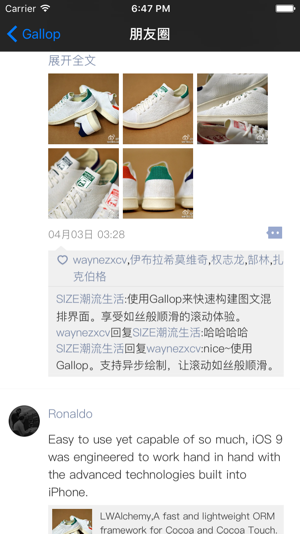 Carrier 6:47 PM
Gallop 朋友圈
展开全文
04月03日 03:28
waynezxcv,伊布拉希莫维奇,权志龙,郜林,扎
克伯格
SIZE潮流生活:使用Gallop来快速构建图文混
排界面。享受如丝般顺滑的滚动体验。
waynezxcv回复SIZE潮流生活:哈哈哈哈
SIZE潮流生活回复waynezxcv:nice~使用
Gallop。支持异步绘制，让滚动如丝般顺滑。
Ronaldo
Easy to use yet capable of so much, iOS 9
was engineered to work hand in hand with
the advanced technologies built into
iPhone.
LWAlchemy,A fast and lightweight ORM
framework for Cocoa and Cocoa Touch.